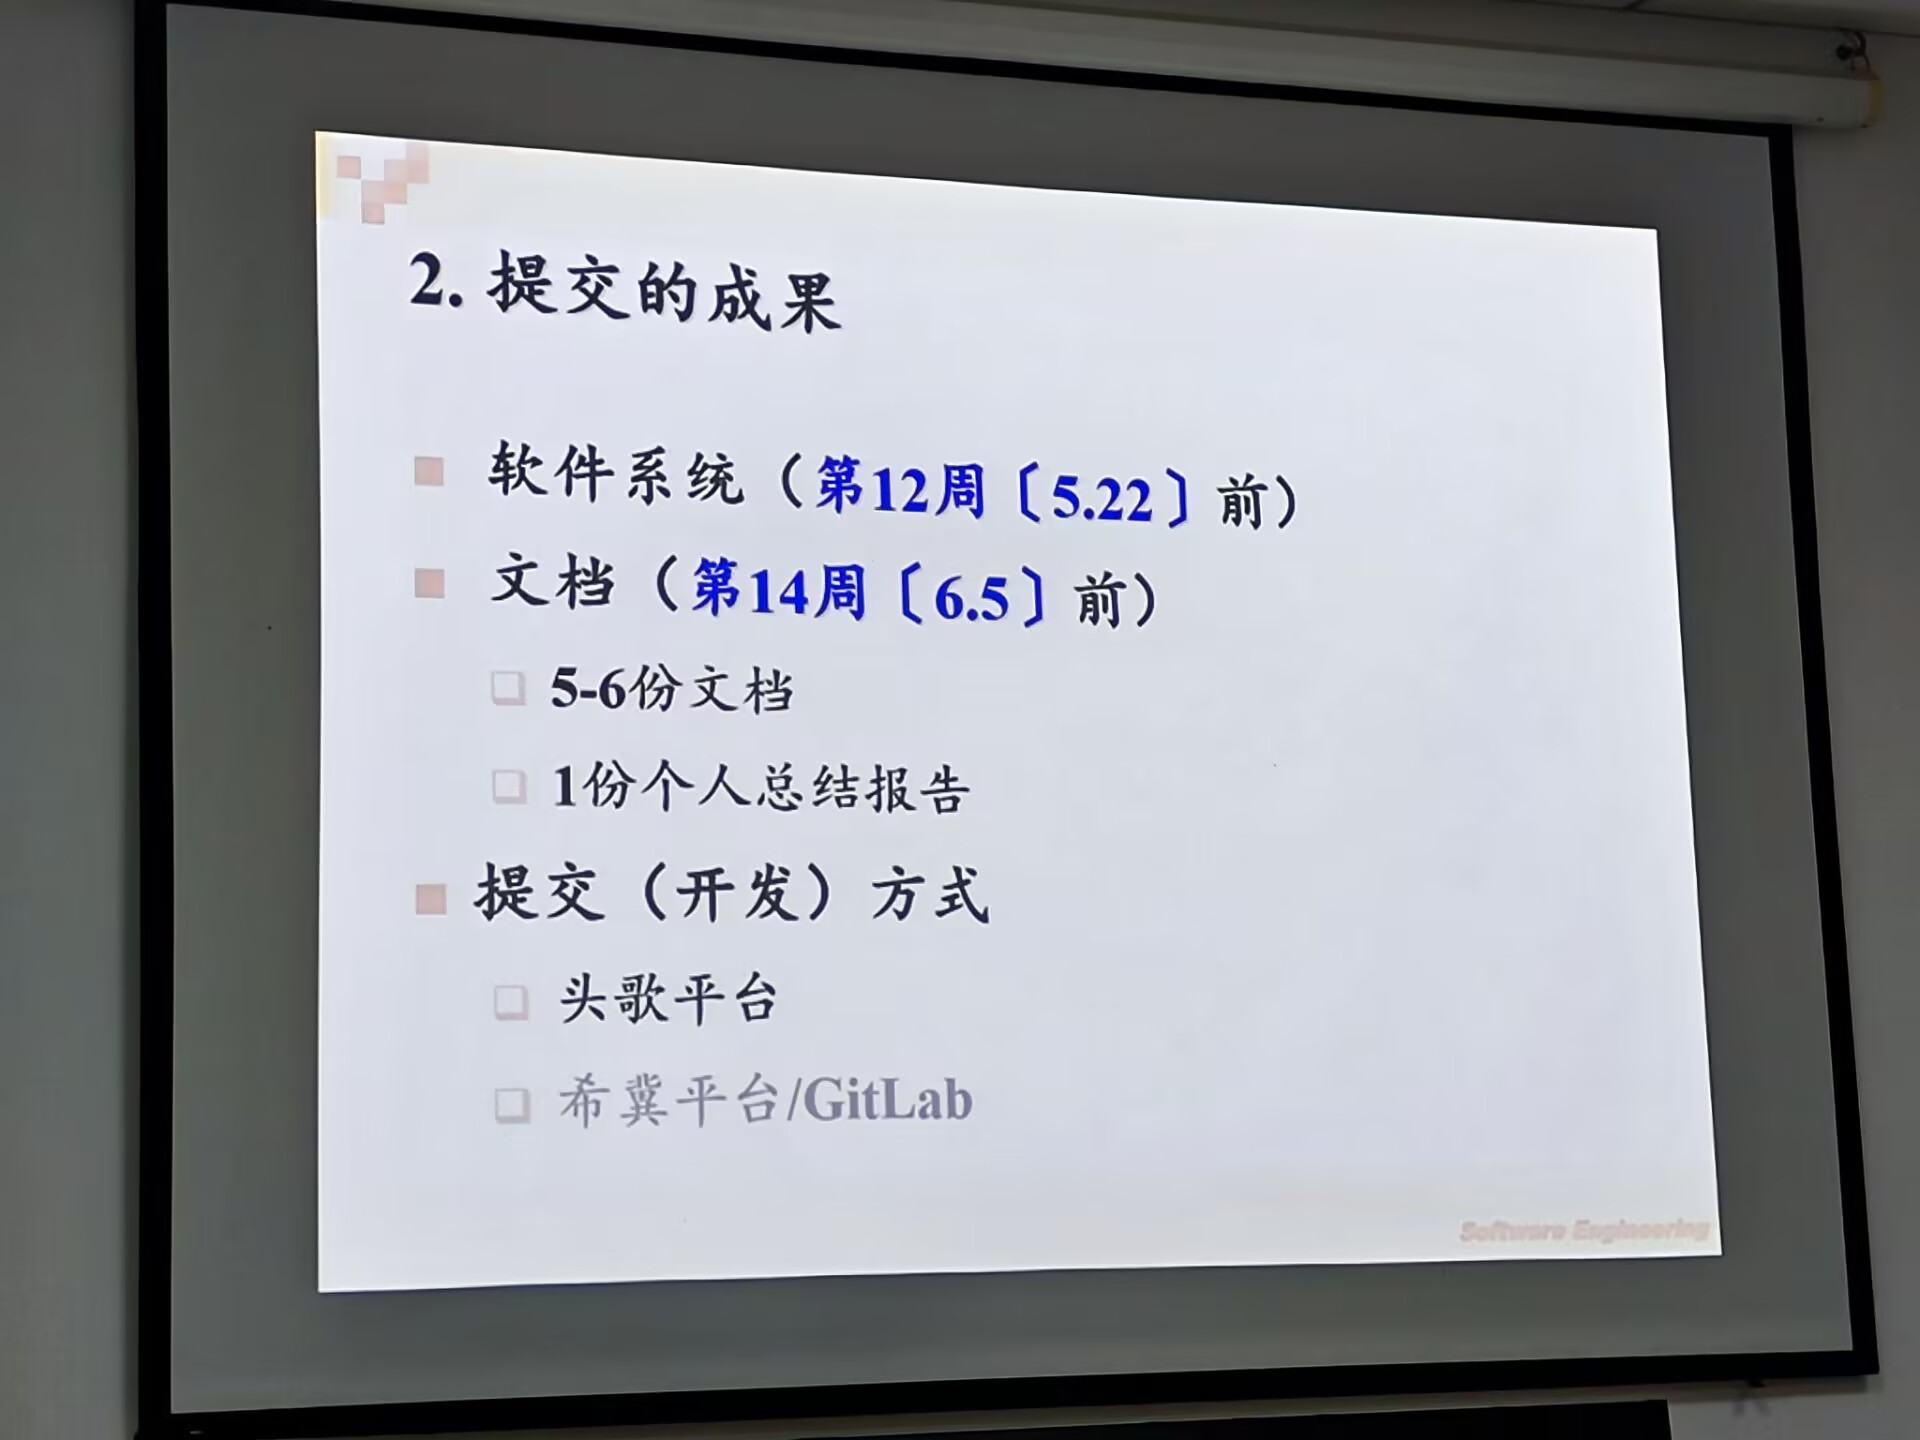 2. 提交的成果
软件系统（第12周〔5.22〕前）
文档（第14周〔6.5〕前）
5-6份文档
1份个人总结报告
提交（开发）方式
头歌平台
希冀平台/GitLab
Software Engineering